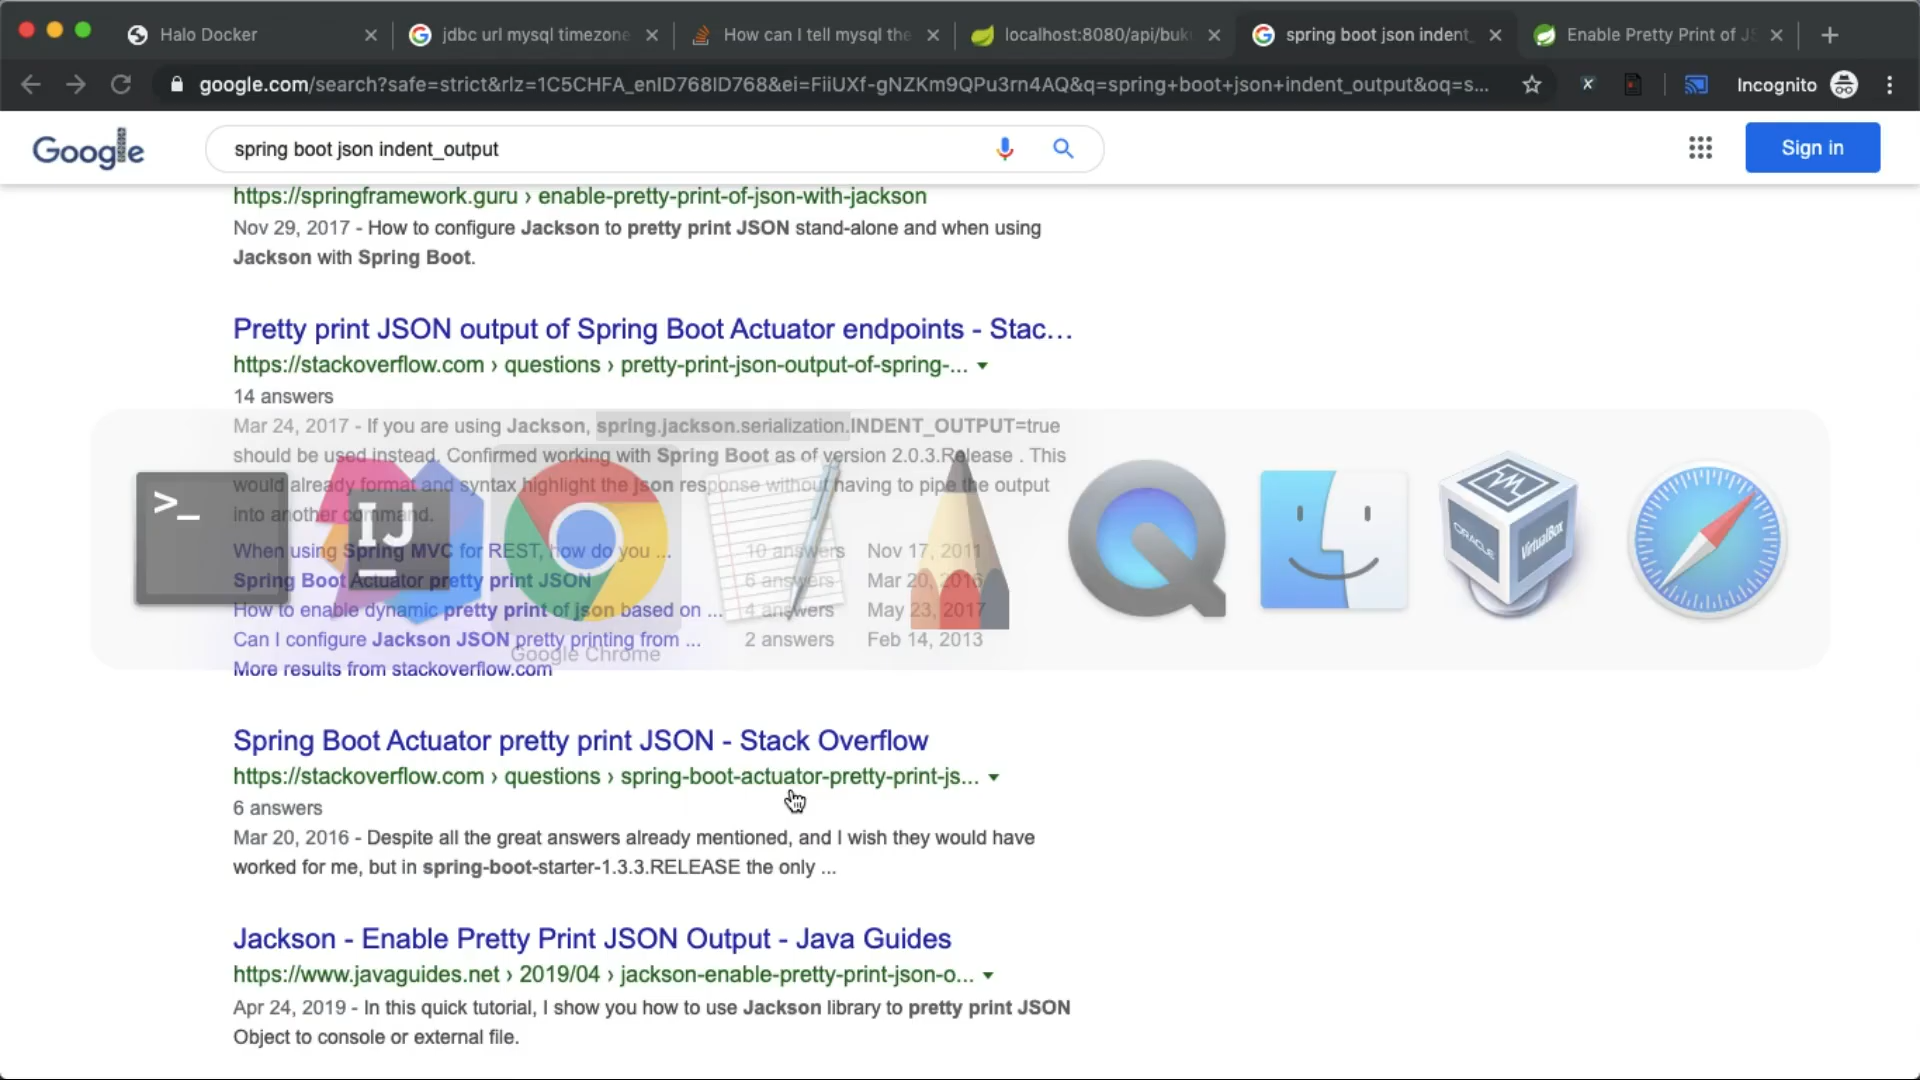 Halo Docker
jdbc url mysql timezone
How can I tell mysql the
localhost:8080/api/buku
spring boot json indent_
Enable Pretty Print of JS
google.com/search?safe=strict&rlz=1C5CHFA_enID768ID768&ei=FiiUXf-gNZKm9QPu3rn4AQ&q=spring+boot+json+indent_output&oq=s...
Incognito
Google
spring boot json indent_output
Sign in
https://springframework.guru › enable-pretty-print-of-json-with-jackson
Nov 29, 2017 - How to configure Jackson to pretty print JSON stand-alone and when using
Jackson with Spring Boot.
Pretty print JSON output of Spring Boot Actuator endpoints - Stac...
https://stackoverflow.com › questions › pretty-print-json-output-of-spring-...
14 answers
Mar 24, 2017 - If you are using Jackson, spring.jackson.serialization.INDENT_OUTPUT=true
should be used instead. Confirmed working with Spring Boot as of version 2.0.3.Release . This
would already format and syntax highlight the json response without having to pipe the output
into another command.
When using Spring MVC for REST, how do you ... 10 answers Nov 17, 2011
Spring Boot Actuator pretty print JSON 6 answers Mar 20, 2016
How to enable dynamic pretty print of json based on ... 4 answers May 23, 2017
Can I configure Jackson JSON pretty printing from ... 2 answers Feb 14, 2013
More results from stackoverflow.com
>_
IJ
ORACLE
VirtualBox
Google Chrome
Spring Boot Actuator pretty print JSON - Stack Overflow
https://stackoverflow.com › questions › spring-boot-actuator-pretty-print-js...
6 answers
Mar 20, 2016 - Despite all the great answers already mentioned, and I wish they would have
worked for me, but in spring-boot-starter-1.3.3.RELEASE the only ...
Jackson - Enable Pretty Print JSON Output - Java Guides
https://www.javaguides.net › 2019/04 › jackson-enable-pretty-print-json-o...
Apr 24, 2019 - In this quick tutorial, I show you how to use Jackson library to pretty print JSON
Object to console or external file.